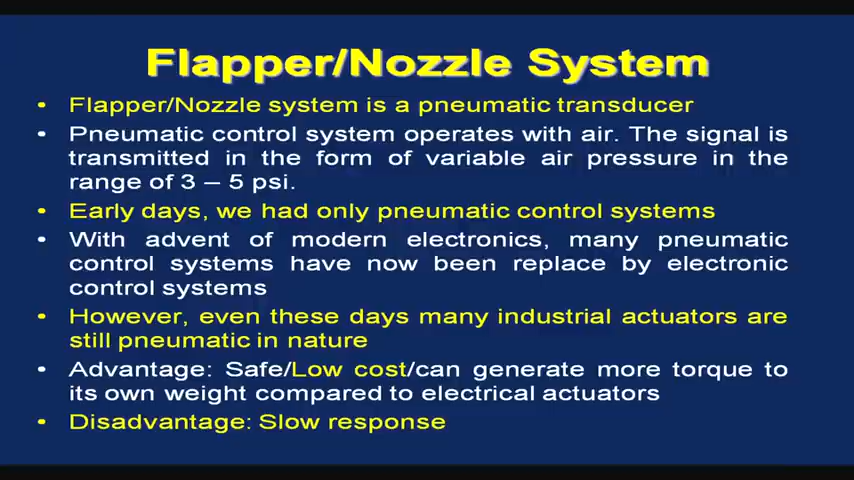 Flapper/Nozzle System
• Flapper/Nozzle system is a pneumatic transducer
• Pneumatic control system operates with air. The signal is
transmitted in the form of variable air pressure in the
range of 3 – 5 psi.
• Early days, we had only pneumatic control systems
• With advent of modern electronics, many pneumatic
control systems have now been replace by electronic
control systems
• However, even these days many industrial actuators are
still pneumatic in nature
• Advantage: Safe/Low cost/can generate more torque to
its own weight compared to electrical actuators
• Disadvantage: Slow response